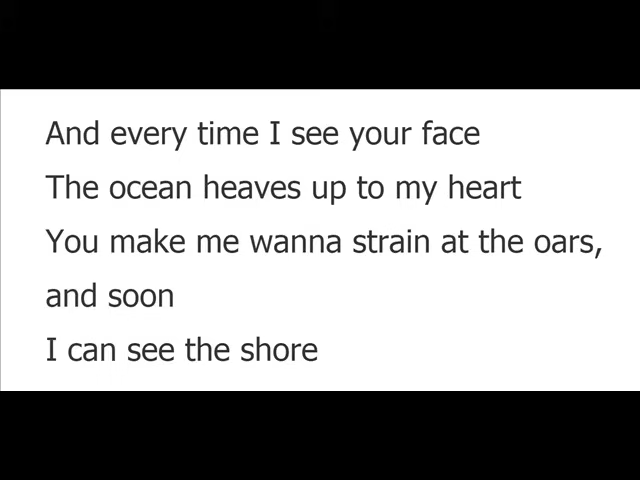 And every time I see your face
The ocean heaves up to my heart
You make me wanna strain at the oars,
and soon
I can see the shore